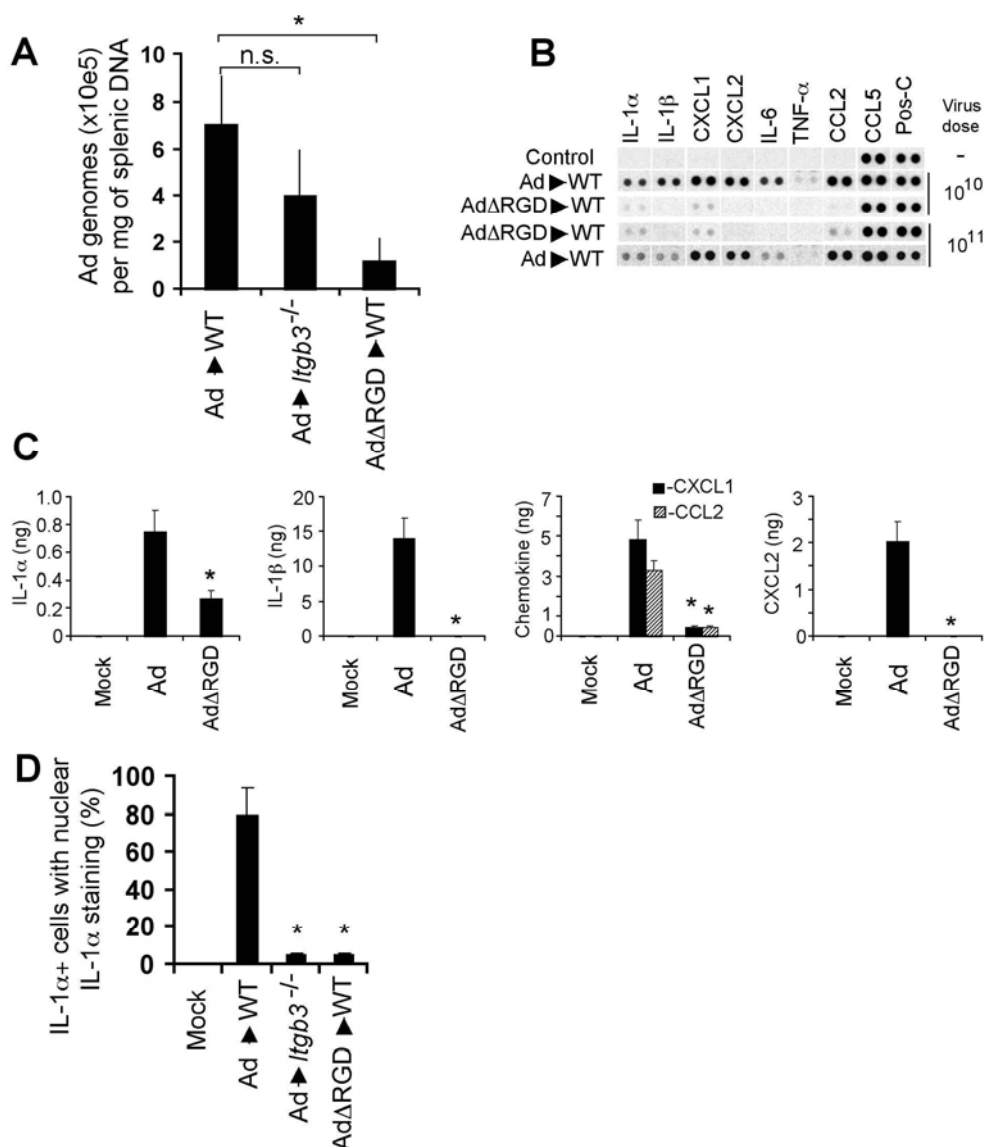 A
Ad genomes (x10e5)
per mg of splenic DNA
10
8
6
4
2
0
*
n.s.
Ad ►WT
Ad►Itgb3-/-
AdΔRGD ►WT
B
IL-1α
IL-1β
CXCL1
CXCL2
IL-6
TNF-α
CCL2
CCL5
Pos-C
Virus
dose
Control
-
Ad ►WT
10^10
AdΔRGD►WT
AdΔRGD ►WT
10^11
Ad ►WT
C
IL-1α (ng)
1.0
0.8
0.6
0.4
0.2
0
*
Mock
Ad
AdΔRGD
IL-1β (ng)
20
15
10
5
0
*
Mock
Ad
AdΔRGD
Chemokine (ng)
7
5
3
1
0
-CXCL1
-CCL2
* *
Mock
Ad
AdΔRGD
CXCL2 (ng)
3
2
1
0
*
Mock
Ad
AdΔRGD
D
IL-1α+ cells with nuclear
IL-1α staining (%)
100
80
60
40
20
0
* *
Mock
Ad ►WT
Ad►Itgb3-/-
AdΔRGD ►WT